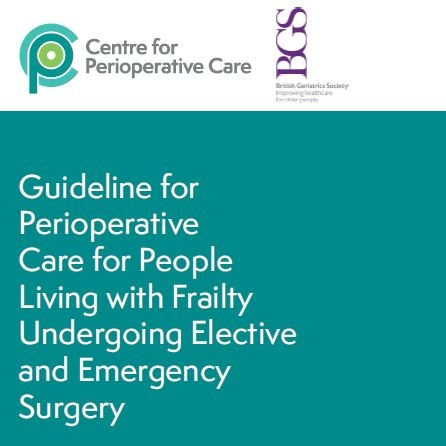 Centre for
Perioperative Care
BGS
British Geriatrics Society
Improving healthcare
for older people
Guideline for
Perioperative
Care for People
Living with Frailty
Undergoing Elective
and Emergency
Surgery